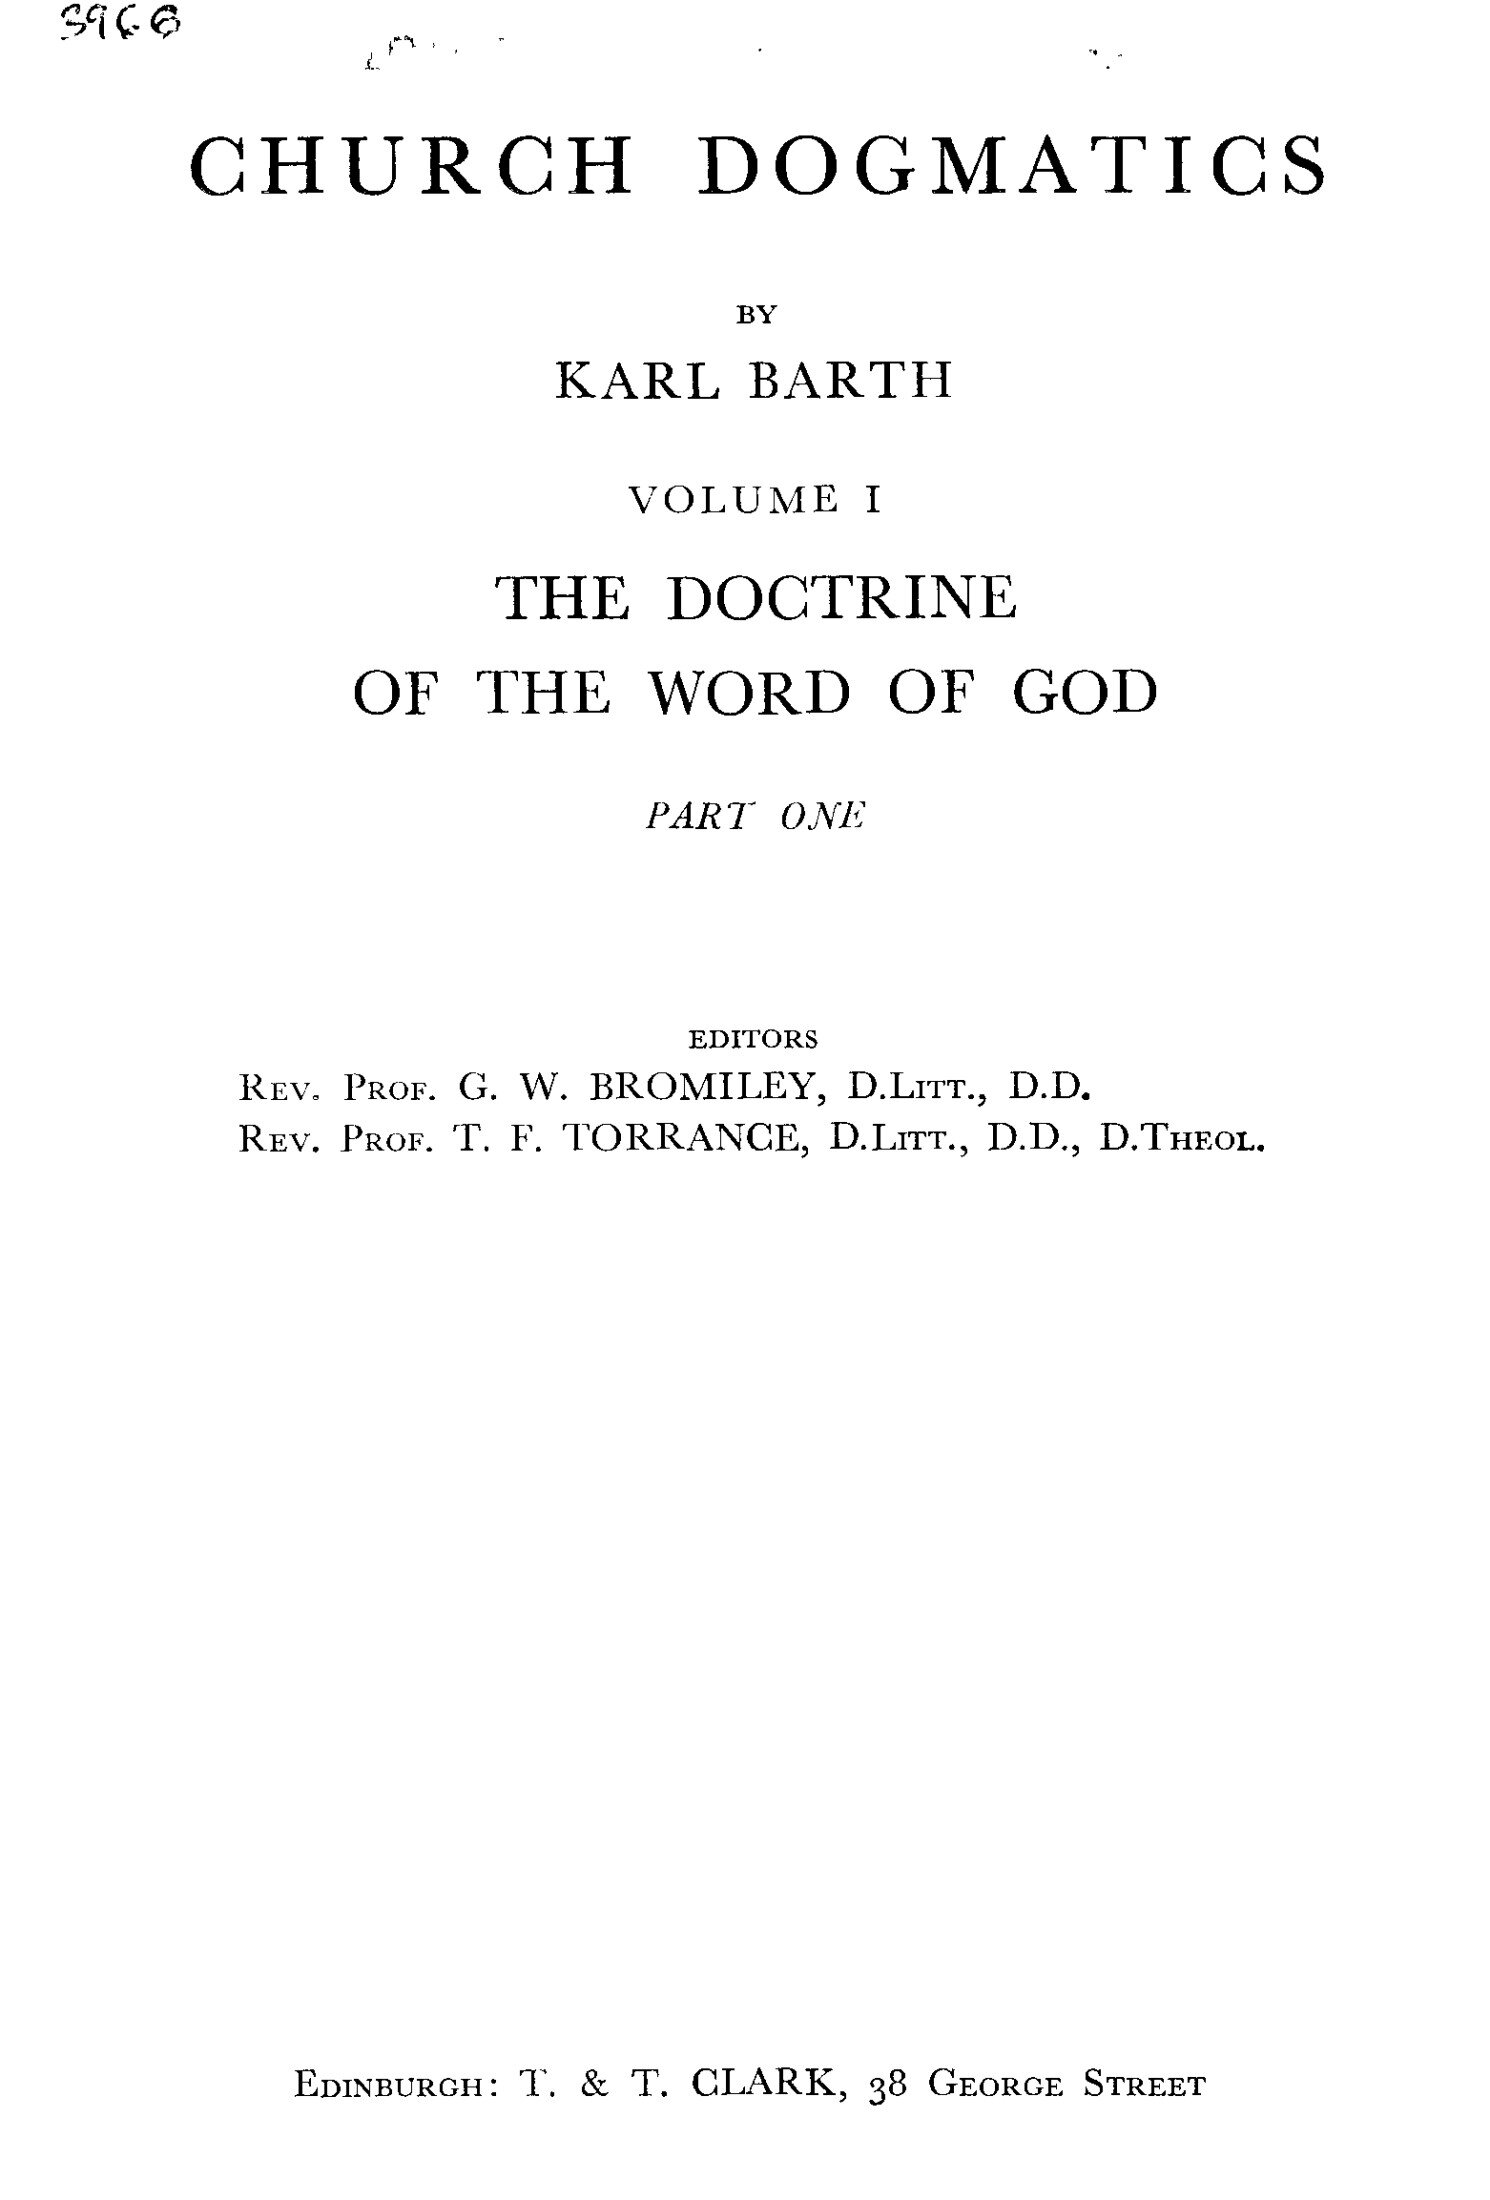 3966
CHURCH DOGMATICS
BY
KARL BARTH
VOLUME I
THE DOCTRINE
OF THE WORD OF GOD
PART ONE
EDITORS
REV. PROF. G. W. BROMILEY, D.LITT., D.D.
REV. PROF. T. F. TORRANCE, D.LITT., D.D., D.THEOL.
EDINBURGH: T. & T. CLARK, 38 GEORGE STREET